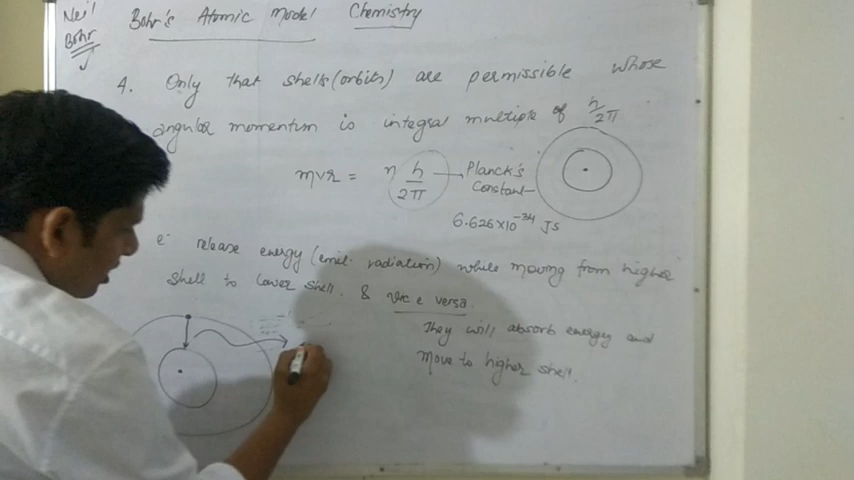 Neil
Bohr
Bohr's Atomic Model Chemistry
4. Only that shells(orbits) are permissible whose
angular momentum is integral multiple of h/2π
mvr = n h/2π → Planck's
Constant
6.626×10⁻³⁴ Js
e⁻ release energy (emit radiation) while moving from higher
shell to lower shell. & vice versa.
They will absorb energy and
move to higher shell.